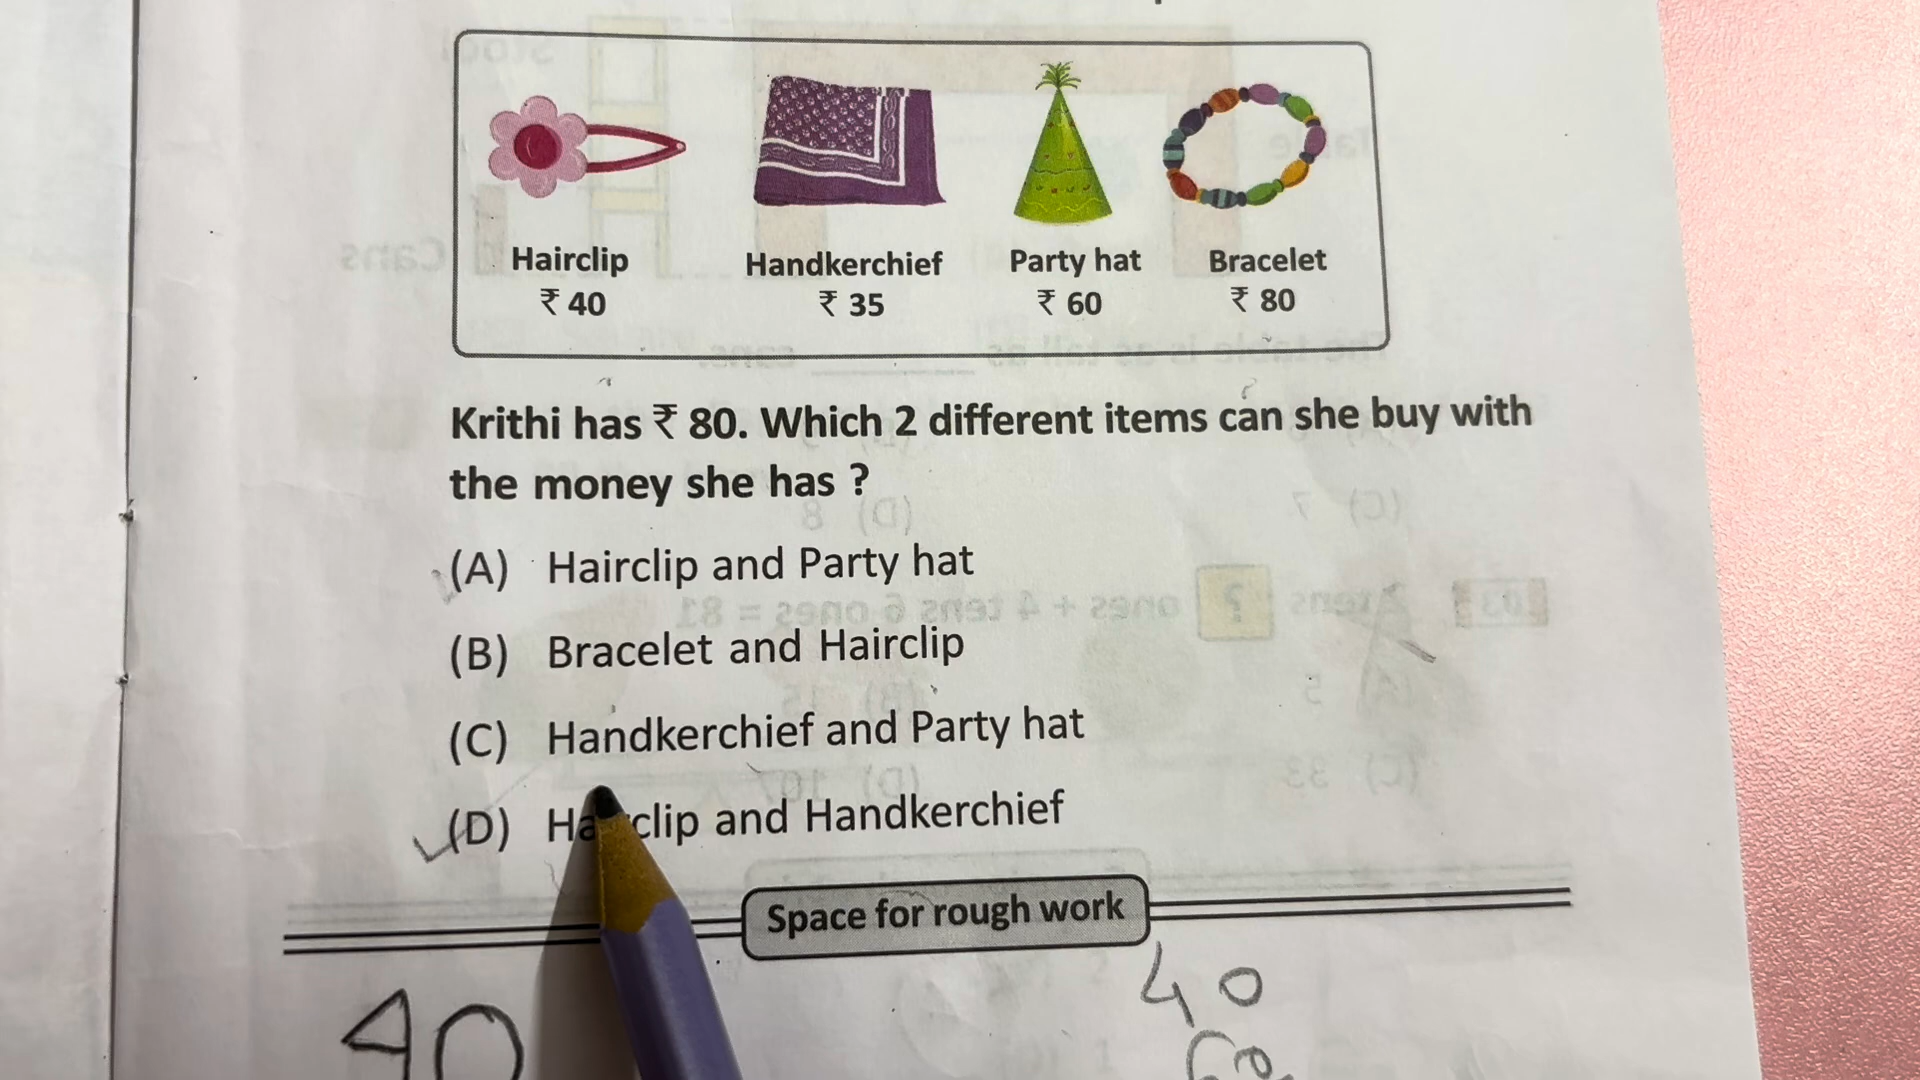 Hairclip Handkerchief Party hat Bracelet
₹ 40 ₹ 35 ₹ 60 ₹ 80
Krithi has ₹ 80. Which 2 different items can she buy with
the money she has ?
(A) Hairclip and Party hat
(B) Bracelet and Hairclip
(C) Handkerchief and Party hat
(D) Hairclip and Handkerchief
Space for rough work
40
40